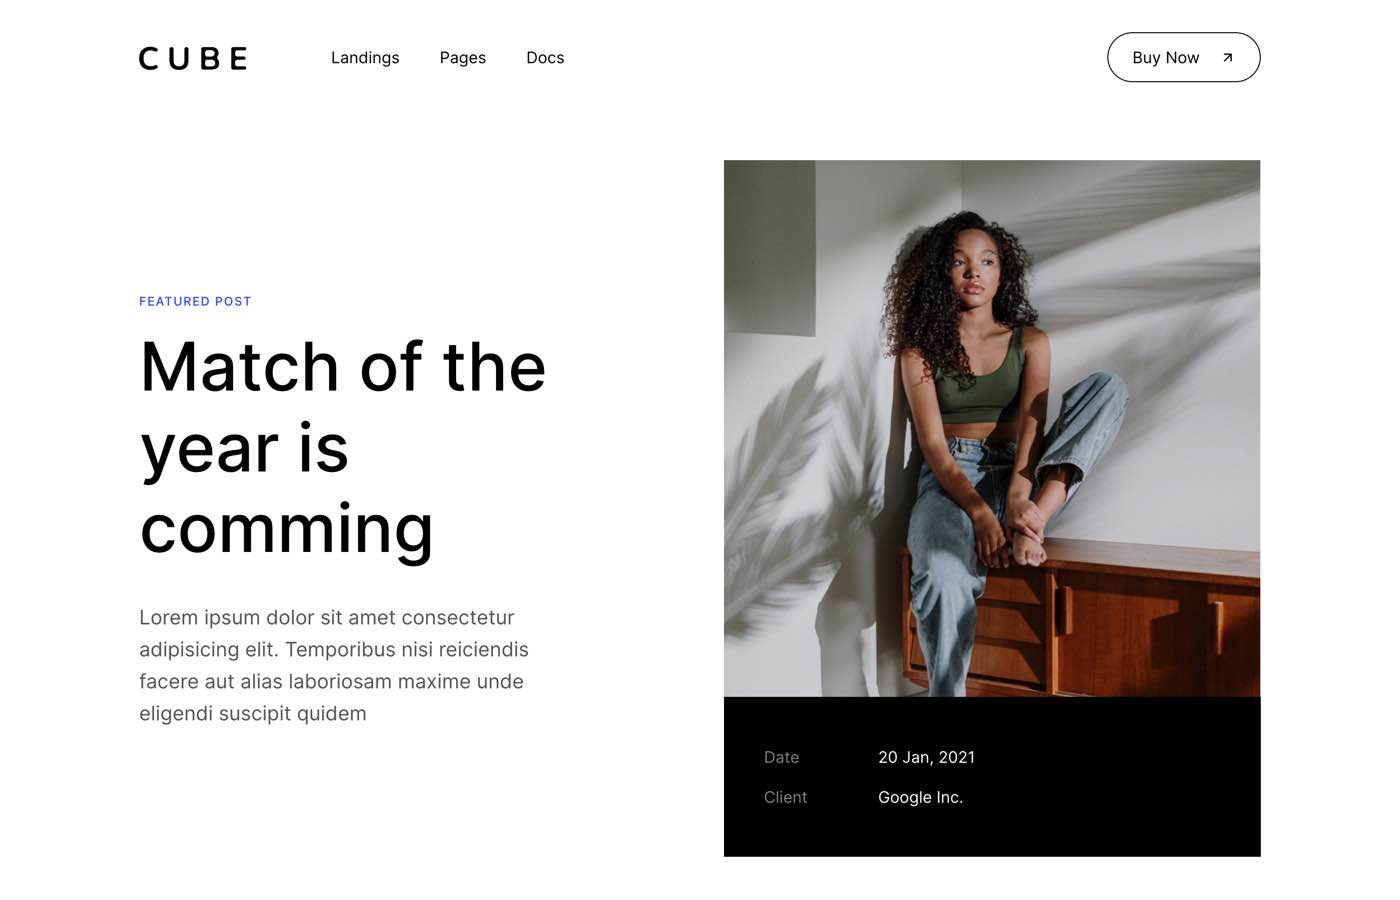 CUBE
Landings
Pages
Docs
Buy Now
FEATURED POST
Match of the
year is
comming
Lorem ipsum dolor sit amet consectetur
adipisicing elit. Temporibus nisi reiciendis
facere aut alias laboriosam maxime unde
eligendi suscipit quidem
Date 20 Jan, 2021
Client Google Inc.